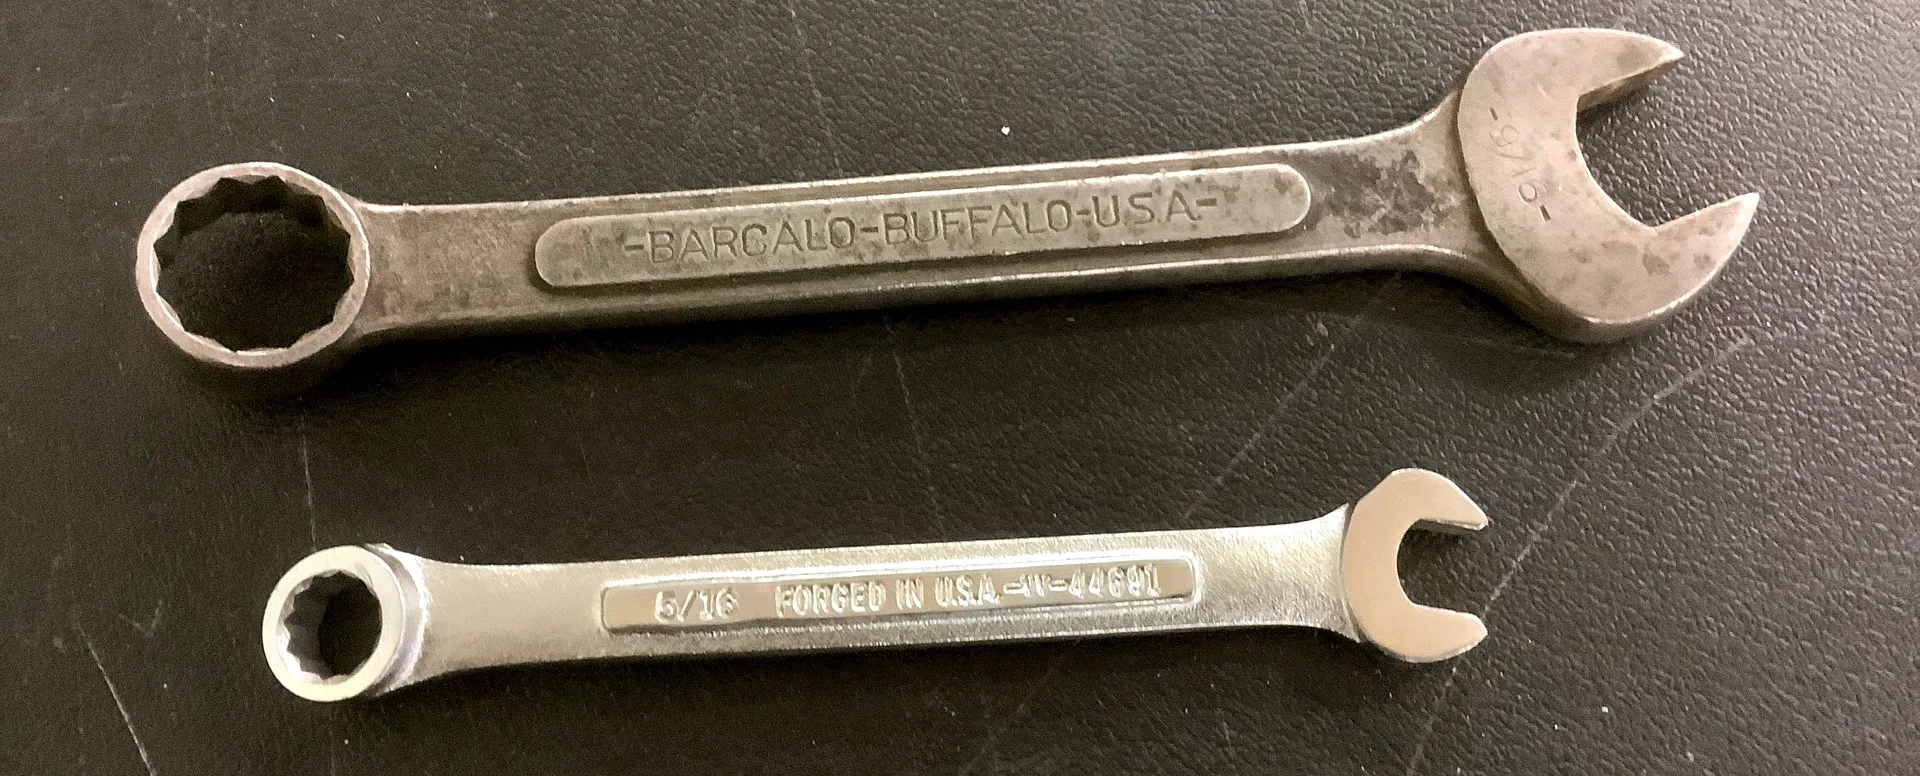 -BARCALO-BUFFALO-U.S.A.-
-9/16-
5/16 FORGED IN U.S.A. -V- 44691